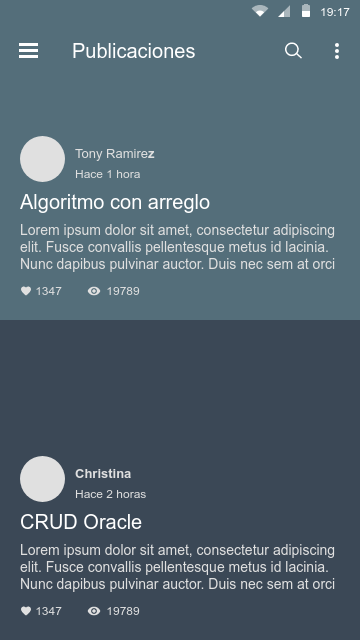 19:17
Publicaciones
Tony Ramirez
Hace 1 hora
Algoritmo con arreglo
Lorem ipsum dolor sit amet, consectetur adipiscing
elit. Fusce convallis pellentesque metus id lacinia.
Nunc dapibus pulvinar auctor. Duis nec sem at orci
1347 19789
Christina
Hace 2 horas
CRUD Oracle
Lorem ipsum dolor sit amet, consectetur adipiscing
elit. Fusce convallis pellentesque metus id lacinia.
Nunc dapibus pulvinar auctor. Duis nec sem at orci
1347 19789